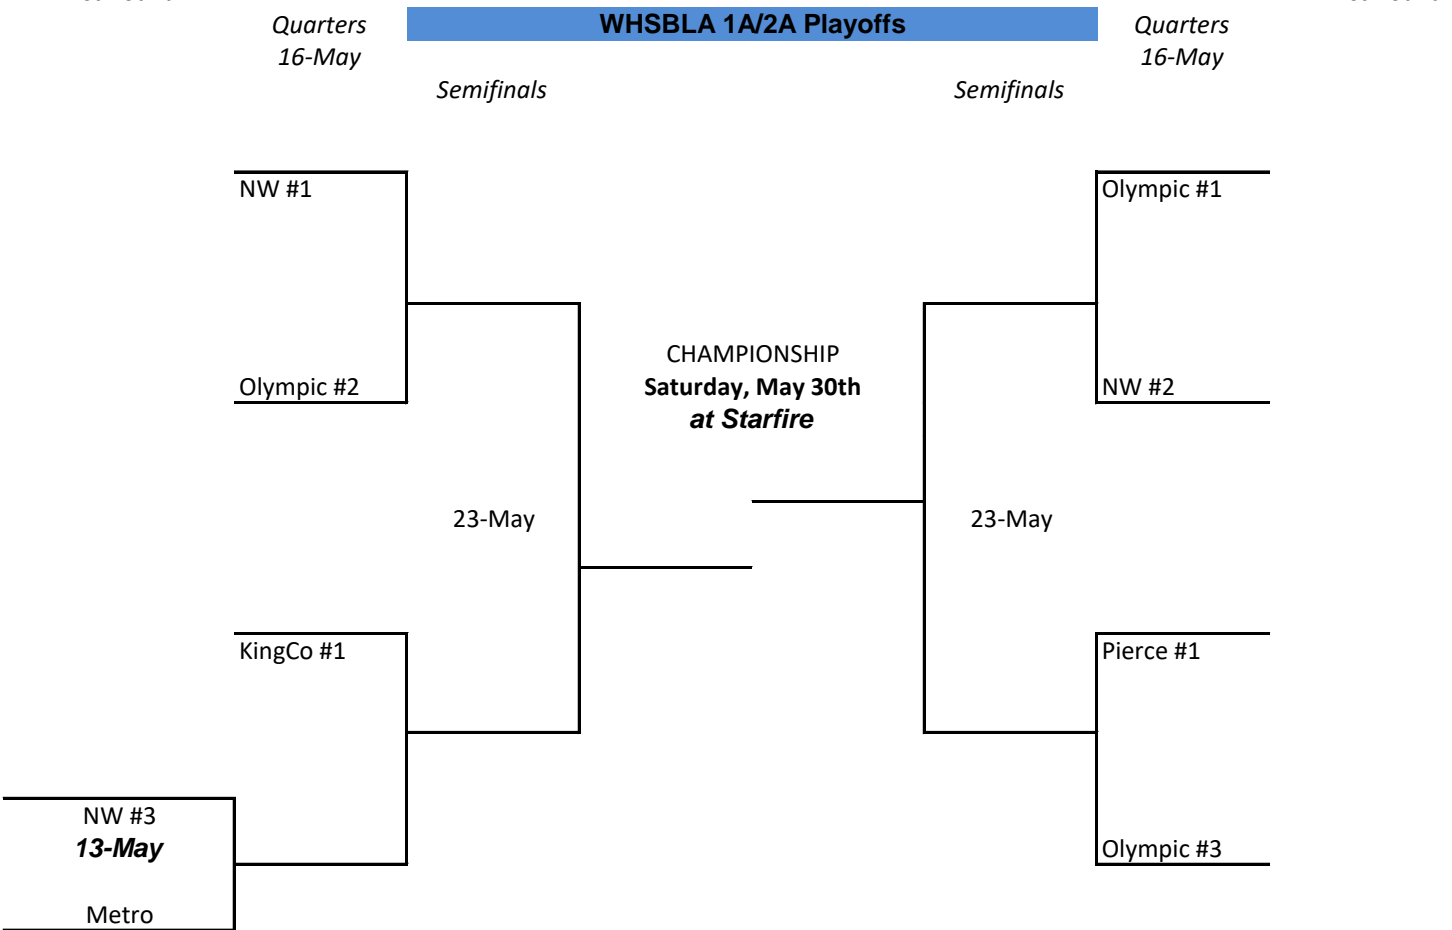 Quarters WHSBLA 1A/2A Playoffs Quarters
16-May 16-May
Semifinals Semifinals
NW #1 Olympic #1
CHAMPIONSHIP
Olympic #2 Saturday, May 30th NW #2
at Starfire
23-May 23-May
KingCo #1 Pierce #1
NW #3
13-May Olympic #3
Metro